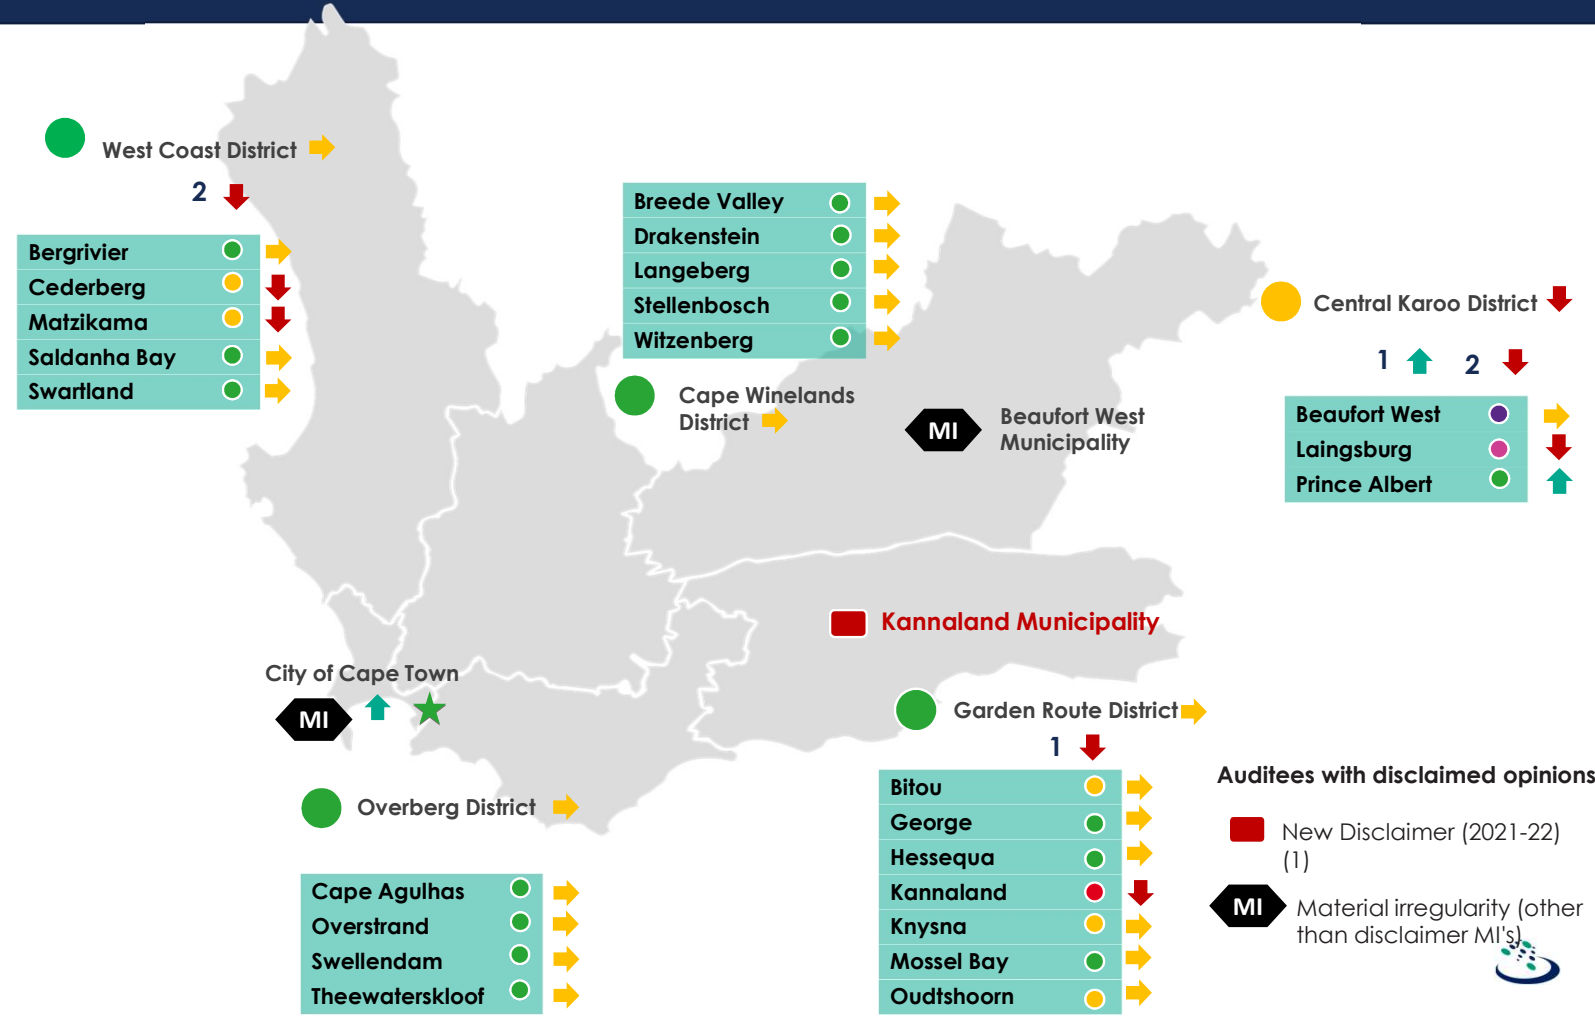 West Coast District
2
Bergrivier
Cederberg
Matzikama
Saldanha Bay
Swartland
Breede Valley
Drakenstein
Langeberg
Stellenbosch
Witzenberg
Cape Winelands
District
MI
Beaufort West
Municipality
Central Karoo District
1 2
Beaufort West
Laingsburg
Prince Albert
Kannaland Municipality
City of Cape Town
MI
Overberg District
Cape Agulhas
Overstrand
Swellendam
Theewaterskloof
Garden Route District
1
Bitou
George
Hessequa
Kannaland
Knysna
Mossel Bay
Oudtshoorn
Auditees with disclaimed opinions
New Disclaimer (2021-22)
(1)
MI
Material irregularity (other
than disclaimer MI's)